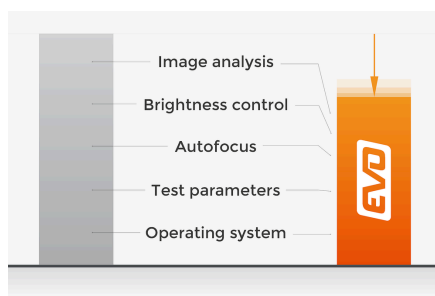 Image analysis
Brightness control
Autofocus
Test parameters
Operating system
EVO